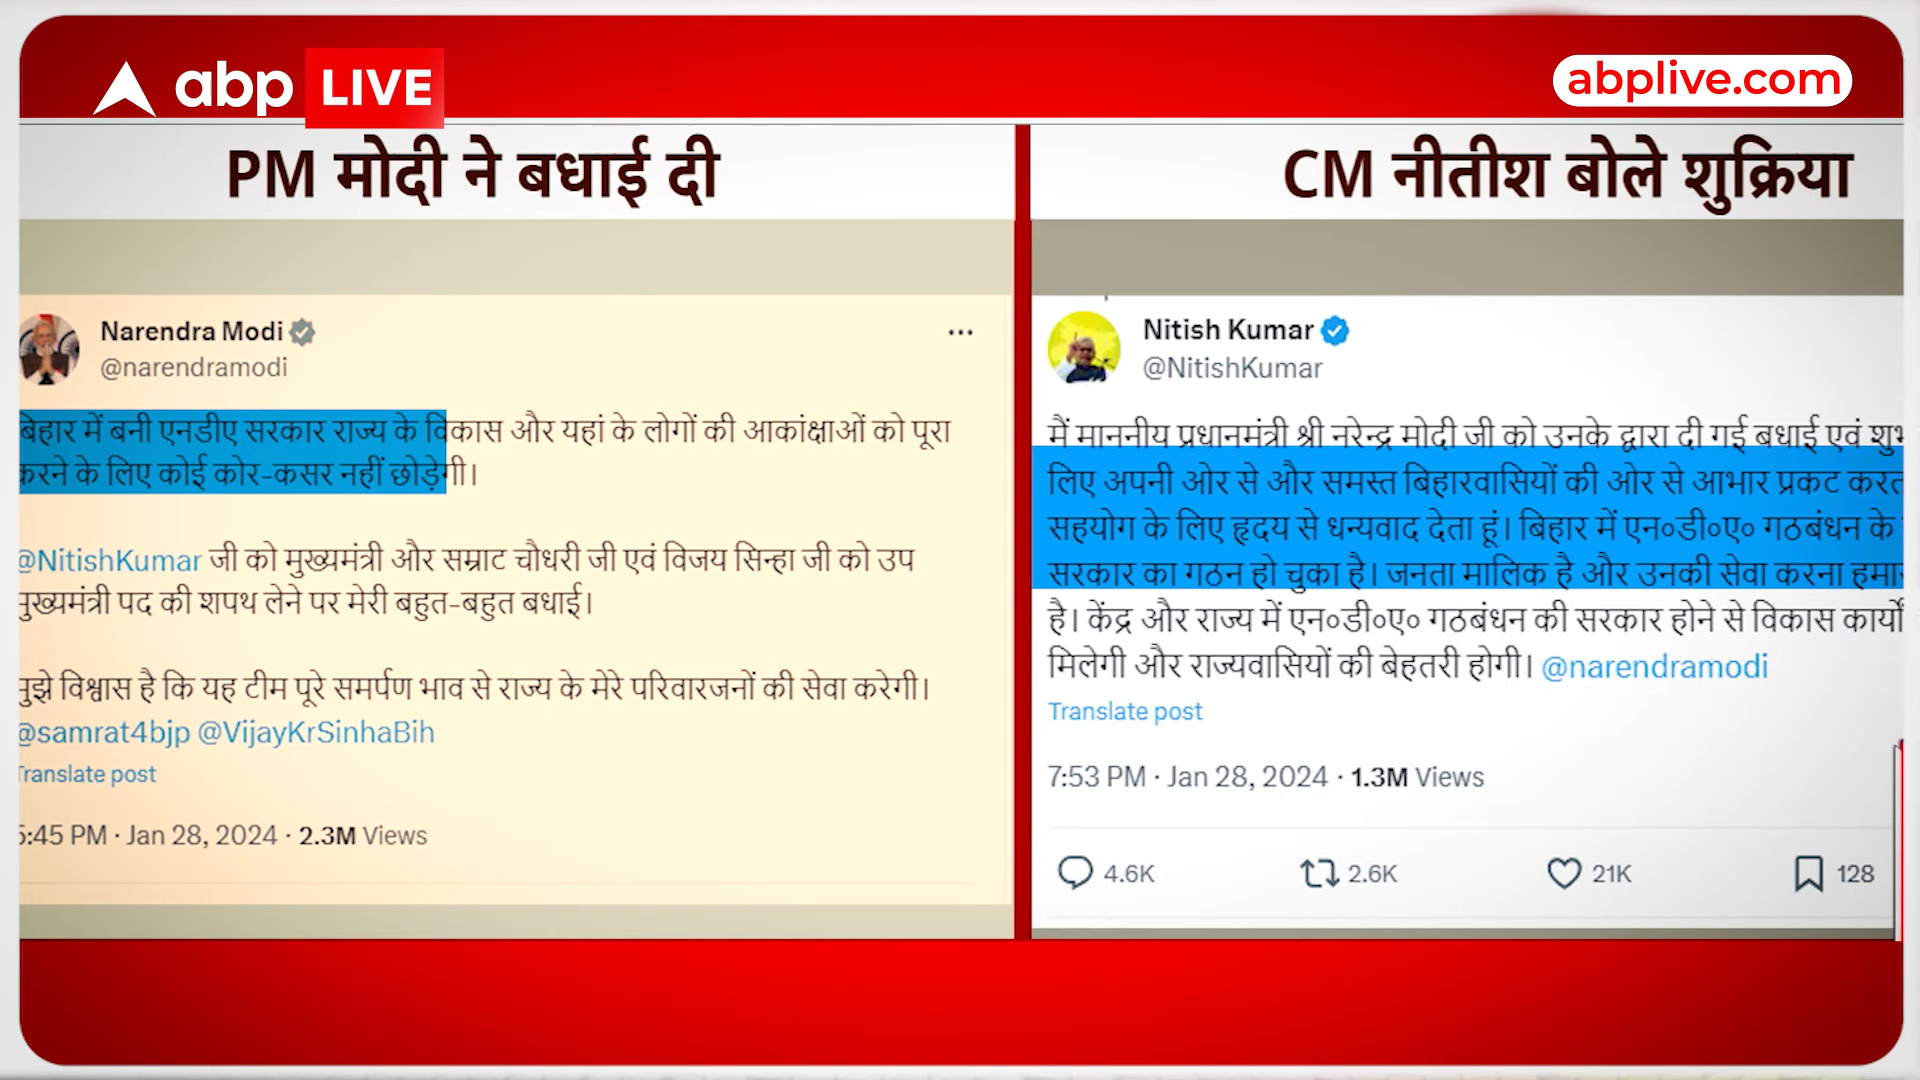 abp LIVE
abplive.com
PM मोदी ने बधाई दी
Narendra Modi
@narendramodi
बिहार में बनी एनडीए सरकार राज्य के विकास और यहां के लोगों की आकांक्षाओं को पूरा
करने के लिए कोई कोर-कसर नहीं छोड़ेगी।
@NitishKumar जी को मुख्यमंत्री और सम्राट चौधरी जी एवं विजय सिन्हा जी को उप
मुख्यमंत्री पद की शपथ लेने पर मेरी बहुत-बहुत बधाई।
मुझे विश्वास है कि यह टीम पूरे समर्पण भाव से राज्य के मेरे परिवारजनों की सेवा करेगी।
@samrat4bjp @VijayKrSinhaBih
Translate post
5:45 PM · Jan 28, 2024 · 2.3M Views
CM नीतीश बोले शुक्रिया
Nitish Kumar
@NitishKumar
मैं माननीय प्रधानमंत्री श्री नरेन्द्र मोदी जी को उनके द्वारा दी गई बधाई एवं
लिए अपनी ओर से और समस्त बिहारवासियों की ओर से आभार प्रकट
सहयोग के लिए हृदय से धन्यवाद देता हूं। बिहार में एन०डी०ए० गठबंधन के
सरकार का गठन हो चुका है। जनता मालिक है और उनकी सेवा करना
है। केंद्र और राज्य में एन०डी०ए० गठबंधन की सरकार होने से विकास कार्यों
मिलेगी और राज्यवासियों की बेहतरी होगी। @narendramodi
Translate post
7:53 PM · Jan 28, 2024 · 1.3M Views
4.6K 2.6K 21K 128